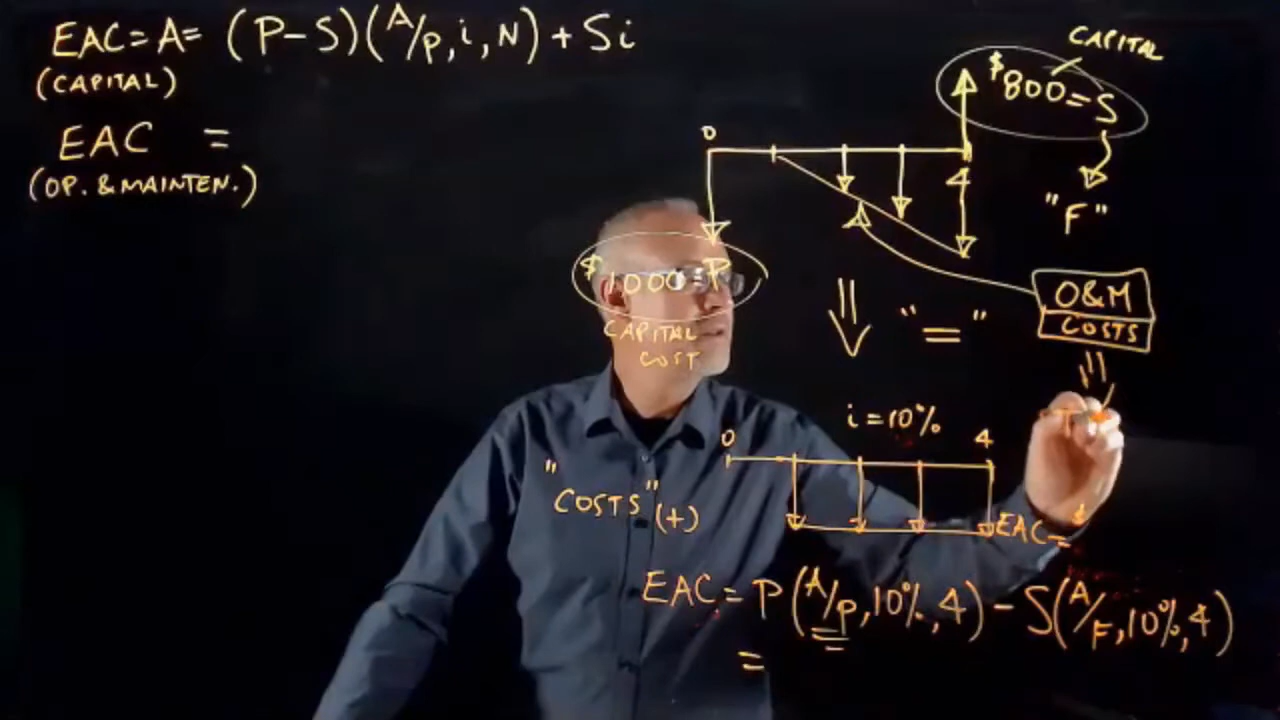 EAC = A = (P-S)(A/P, i, N) + Si
(CAPITAL)
EAC =
(OP. & MAINTEN.)
CAPITAL
$800 = S
0
4
"F"
$1000 = P
CAPITAL
COST
O&M
COSTS
"="
i = 10%
0
4
"COSTS" (+)
EAC =
EAC = P(A/P, 10%, 4) - S(A/F, 10%, 4)
=